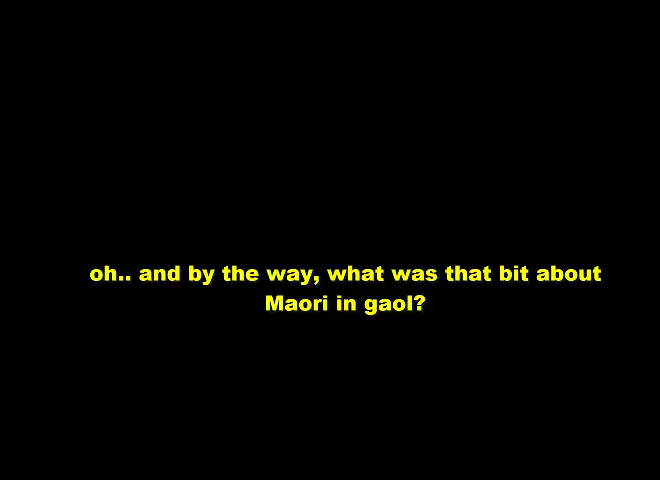 oh.. and by the way, what was that bit about
Maori in gaol?